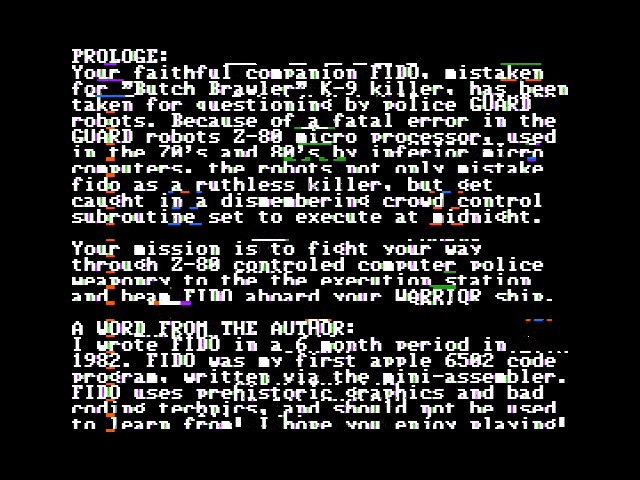 PROLOGE:
Your faithful companion FIDO, mistaken
for "Butch Brawler" K-9 killer, has been
taken for questioning by police GUARD
robots. Because of a fatal error in the
GUARD robots Z-80 micro processor, used
in the 70's and 80's by inferior micro
computers, the robots not only mistake
fido as a ruthless killer, but get
caught in a dismembering crowd control
subroutine set to execute at midnight.
Your mission is to fight your way
through Z-80 controled computer police
weaponry to the the execution station
and beam FIDO aboard your WARRIOR ship.
A WORD FROM THE AUTHOR:
I wrote FIDO in a 6 month period in
1982. FIDO was my first apple 6502 code
program, written via the mini-assembler.
FIDO uses prehistoric graphics and bad
coding technics, and should not be used
to learn from! I hope you enjoy playing!